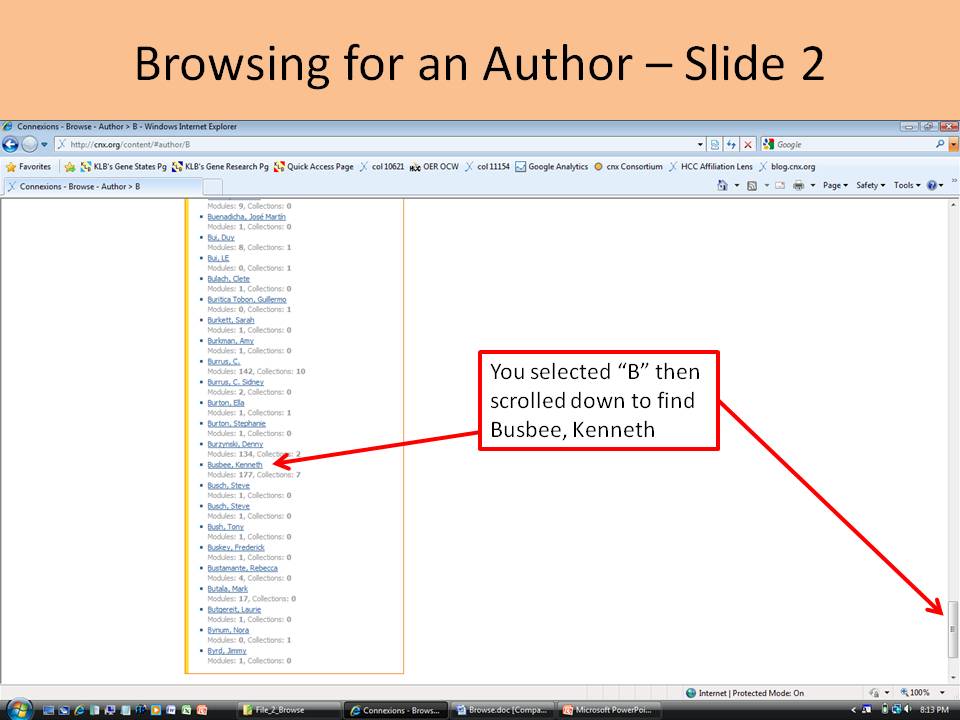 Browsing for an Author – Slide 2
Connexions - Browse - Author > B - Windows Internet Explorer
http://cnx.org/content/#author/B
Google
Favorites
KLB's Gene States Pg
KLB's Gene Research Pg
Quick Access Page
col 10621
OER OCW
col 11154
Google Analytics
cnx Consortium
HCC Affiliation Lens
blog.cnx.org
Connexions - Browse - Author > B
Page
Safety
Tools
Modules: 9, Collections: 0
Buenadicha, José Martín
Modules: 1, Collections: 0
Bui, Duy
Modules: 8, Collections: 1
Bui, LE
Modules: 0, Collections: 1
Bulach, Clete
Modules: 1, Collections: 0
Buritica Tobon, Guillermo
Modules: 0, Collections: 1
Burkett, Sarah
Modules: 1, Collections: 0
Burkman, Amy
Modules: 1, Collections: 0
Burrus, C.
Modules: 142, Collections: 10
Burrus, C. Sidney
Modules: 2, Collections: 0
Burton, Ella
Modules: 1, Collections: 1
Burton, Stephanie
Modules: 1, Collections: 0
Burzynski, Denny
Modules: 134, Collections: 2
Busbee, Kenneth
Modules: 177, Collections: 7
Busch, Steve
Modules: 1, Collections: 0
Busch, Steve
Modules: 1, Collections: 0
Bush, Tony
Modules: 1, Collections: 0
Buskey, Frederick
Modules: 1, Collections: 0
Bustamante, Rebecca
Modules: 4, Collections: 0
Butala, Mark
Modules: 17, Collections: 0
Butgereit, Laurie
Modules: 1, Collections: 0
Bynum, Nora
Modules: 0, Collections: 1
Byrd, Jimmy
Modules: 1, Collections: 0
You selected “B” then
scrolled down to find
Busbee, Kenneth
Internet | Protected Mode: On
100%
File_2_Browse
Connexions - Brows...
Browse.doc [Compa...
Microsoft PowerPoi...
8:13 PM